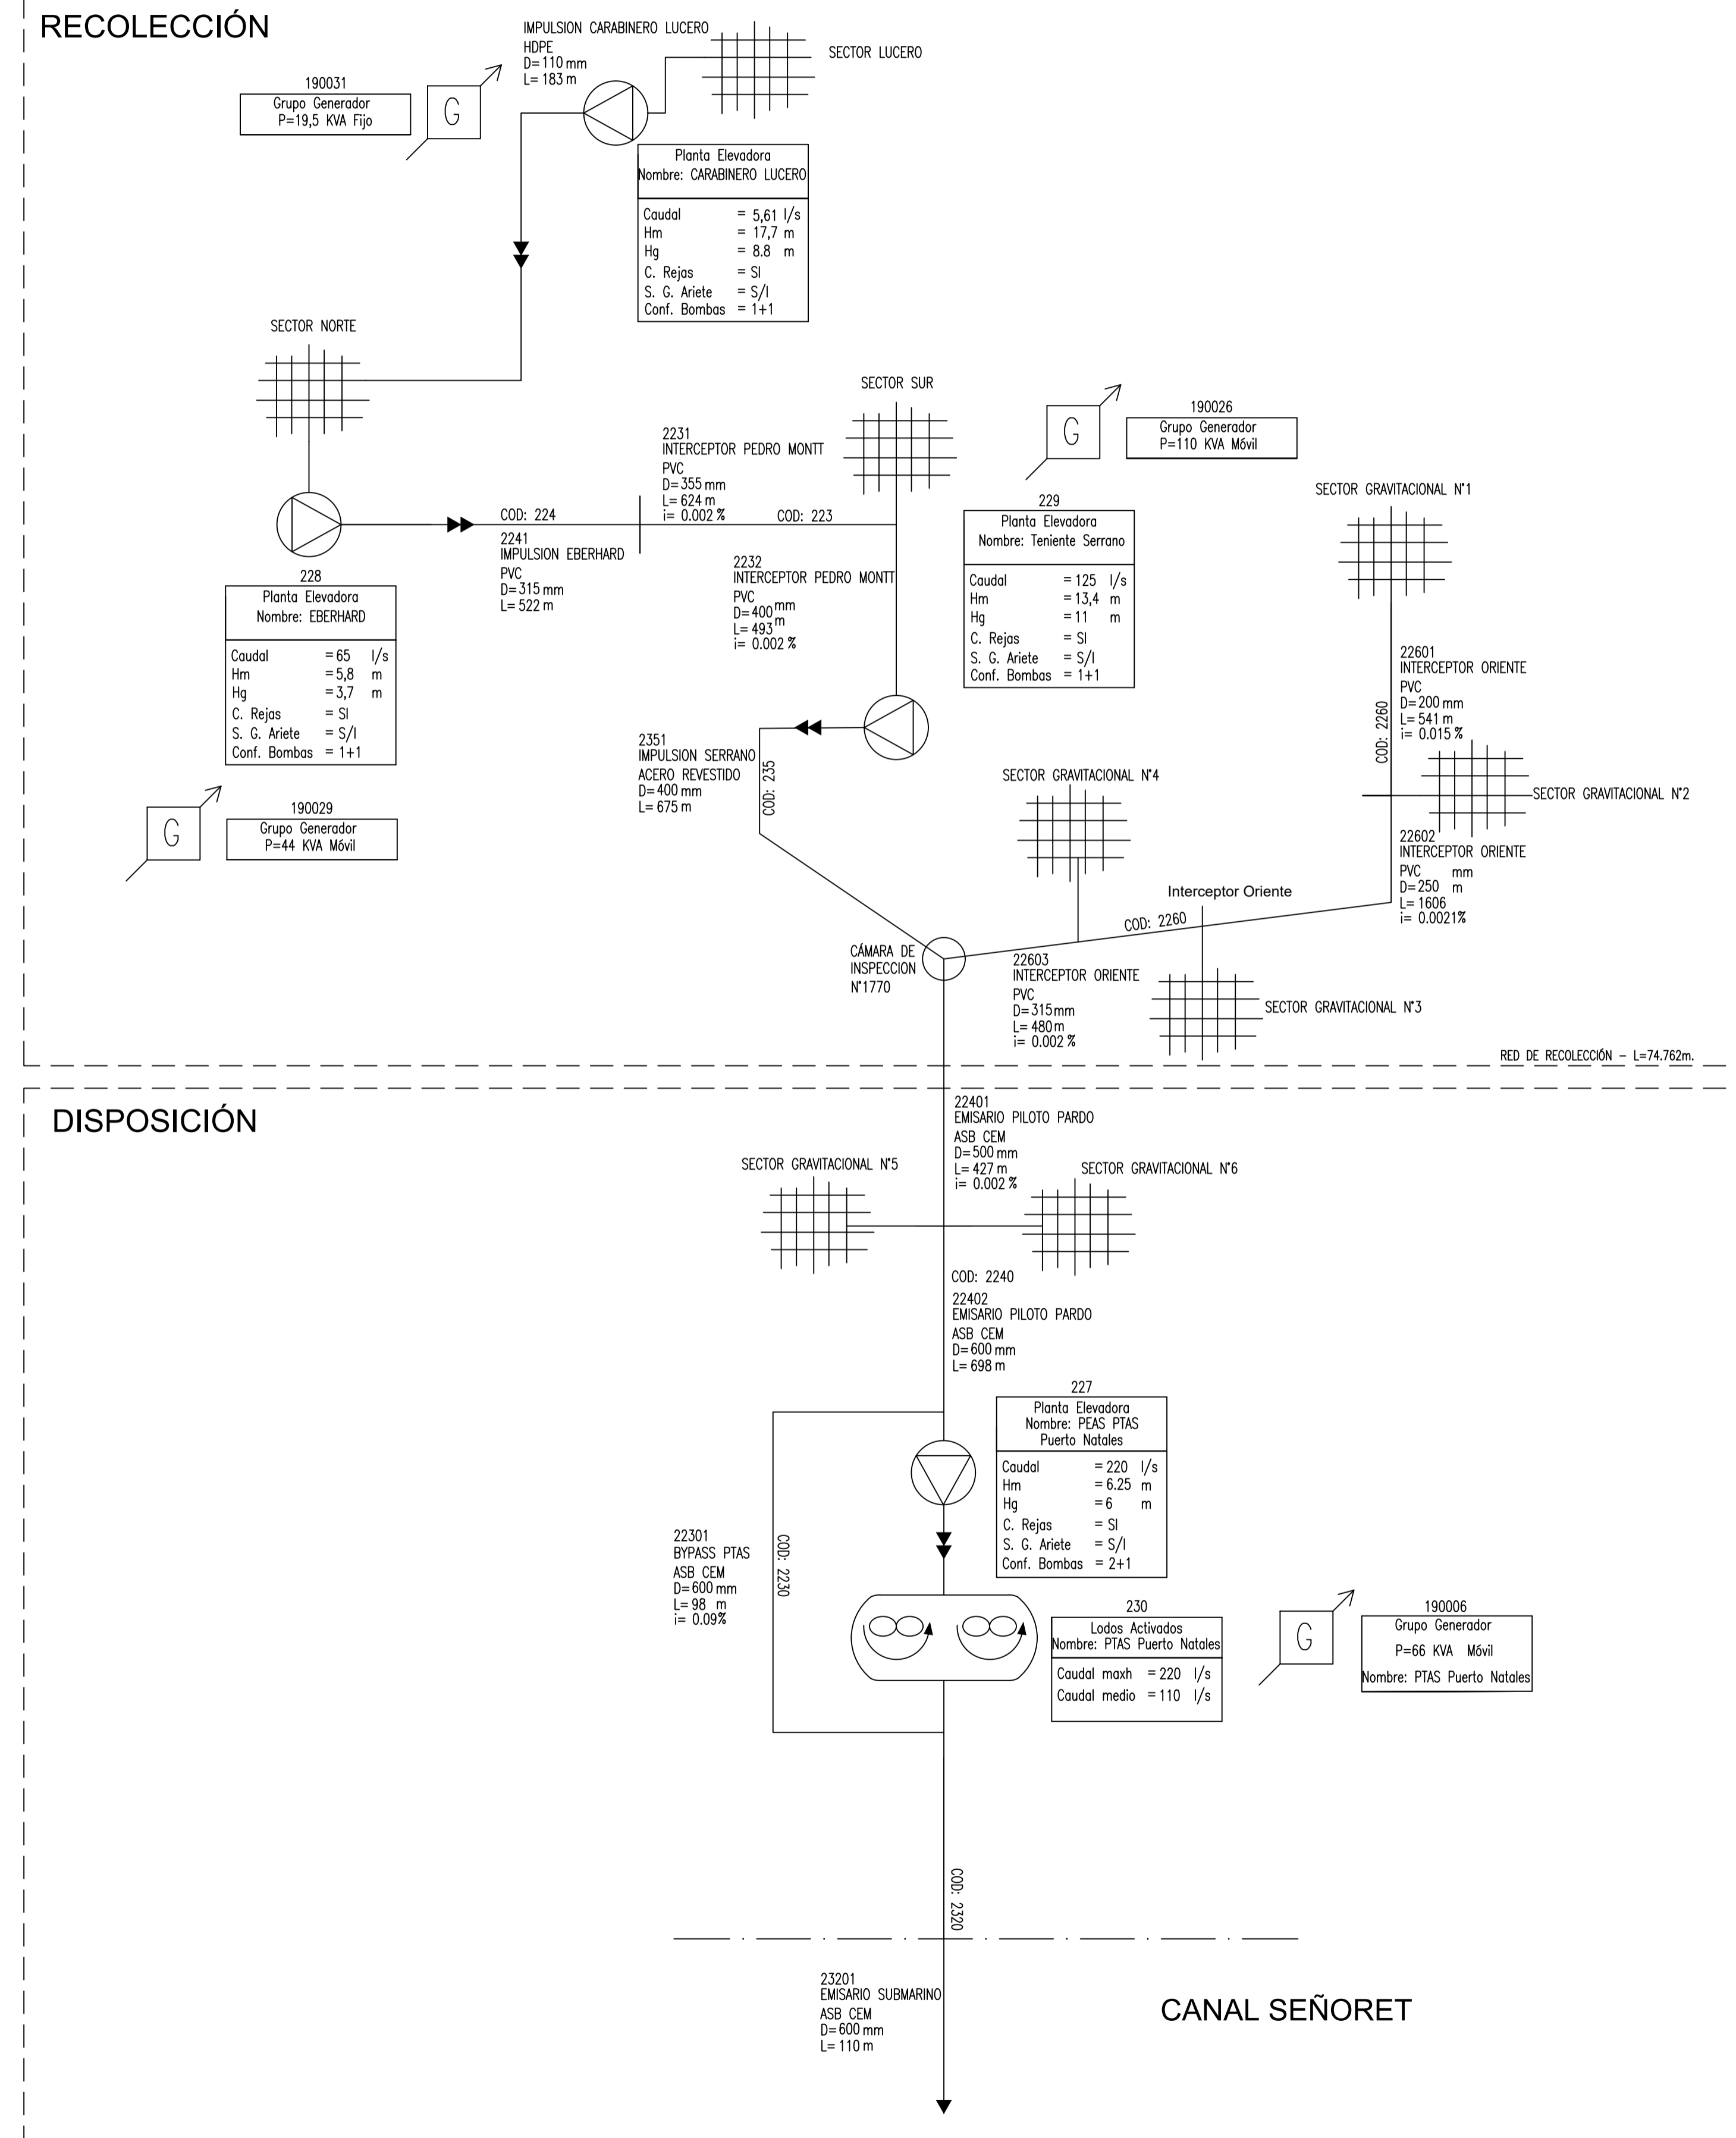 RECOLECCIÓN
IMPULSION CARABINERO LUCERO
HDPE
D= 110 mm
L= 183 m
SECTOR LUCERO
190031
Grupo Generador
P=19,5 KVA Fijo
G
Planta Elevadora
Nombre: CARABINERO LUCERO
Caudal = 5,61 l/s
Hm = 17,7 m
Hg = 8.8 m
C. Rejas = SI
S. G. Ariete = S/I
Conf. Bombas = 1+1
SECTOR NORTE
SECTOR SUR
G
190026
Grupo Generador
P=110 KVA Móvil
2231
INTERCEPTOR PEDRO MONTT
PVC
D= 355 mm
L= 624 m
i= 0.002 %
COD: 224
COD: 223
2241
IMPULSION EBERHARD
PVC
D= 315 mm
L= 522 m
2232
INTERCEPTOR PEDRO MONTT
PVC
D= 400 mm
L= 493 m
i= 0.002 %
229
Planta Elevadora
Nombre: Teniente Serrano
Caudal = 125 l/s
Hm = 13,4 m
Hg = 11 m
C. Rejas = SI
S. G. Ariete = S/I
Conf. Bombas = 1+1
SECTOR GRAVITACIONAL N°1
228
Planta Elevadora
Nombre: EBERHARD
Caudal = 65 l/s
Hm = 5,8 m
Hg = 3,7 m
C. Rejas = SI
S. G. Ariete = S/I
Conf. Bombas = 1+1
22601
INTERCEPTOR ORIENTE
PVC
D= 200 mm
L= 541 m
i= 0.015 %
COD: 2260
2351
IMPULSION SERRANO
ACERO REVESTIDO
D= 400 mm
L= 675 m
COD: 235
SECTOR GRAVITACIONAL N°4
SECTOR GRAVITACIONAL N°2
G
190029
Grupo Generador
P=44 KVA Móvil
22602
INTERCEPTOR ORIENTE
PVC mm
D= 250 m
L= 1606
i= 0.0021%
Interceptor Oriente
COD: 2260
CÁMARA DE
INSPECCION
N°1770
22603
INTERCEPTOR ORIENTE
PVC
D= 315 mm
L= 480 m
i= 0.002 %
SECTOR GRAVITACIONAL N°3
RED DE RECOLECCIÓN – L=74.762m.
DISPOSICIÓN
22401
EMISARIO PILOTO PARDO
ASB CEM
D= 500 mm
L= 427 m
i= 0.002 %
SECTOR GRAVITACIONAL N°5
SECTOR GRAVITACIONAL N°6
COD: 2240
22402
EMISARIO PILOTO PARDO
ASB CEM
D= 600 mm
L= 698 m
227
Planta Elevadora
Nombre: PEAS PTAS
Puerto Natales
Caudal = 220 l/s
Hm = 6.25 m
Hg = 6 m
C. Rejas = SI
S. G. Ariete = S/I
Conf. Bombas = 2+1
22301
BYPASS PTAS
ASB CEM
D= 600 mm
L= 98 m
i= 0.09%
COD: 2230
230
Lodos Activados
Nombre: PTAS Puerto Natales
Caudal maxh = 220 l/s
Caudal medio = 110 l/s
G
190006
Grupo Generador
P=66 KVA Móvil
Nombre: PTAS Puerto Natales
COD: 2320
23201
EMISARIO SUBMARINO
ASB CEM
D= 600 mm
L= 110 m
CANAL SEÑORET